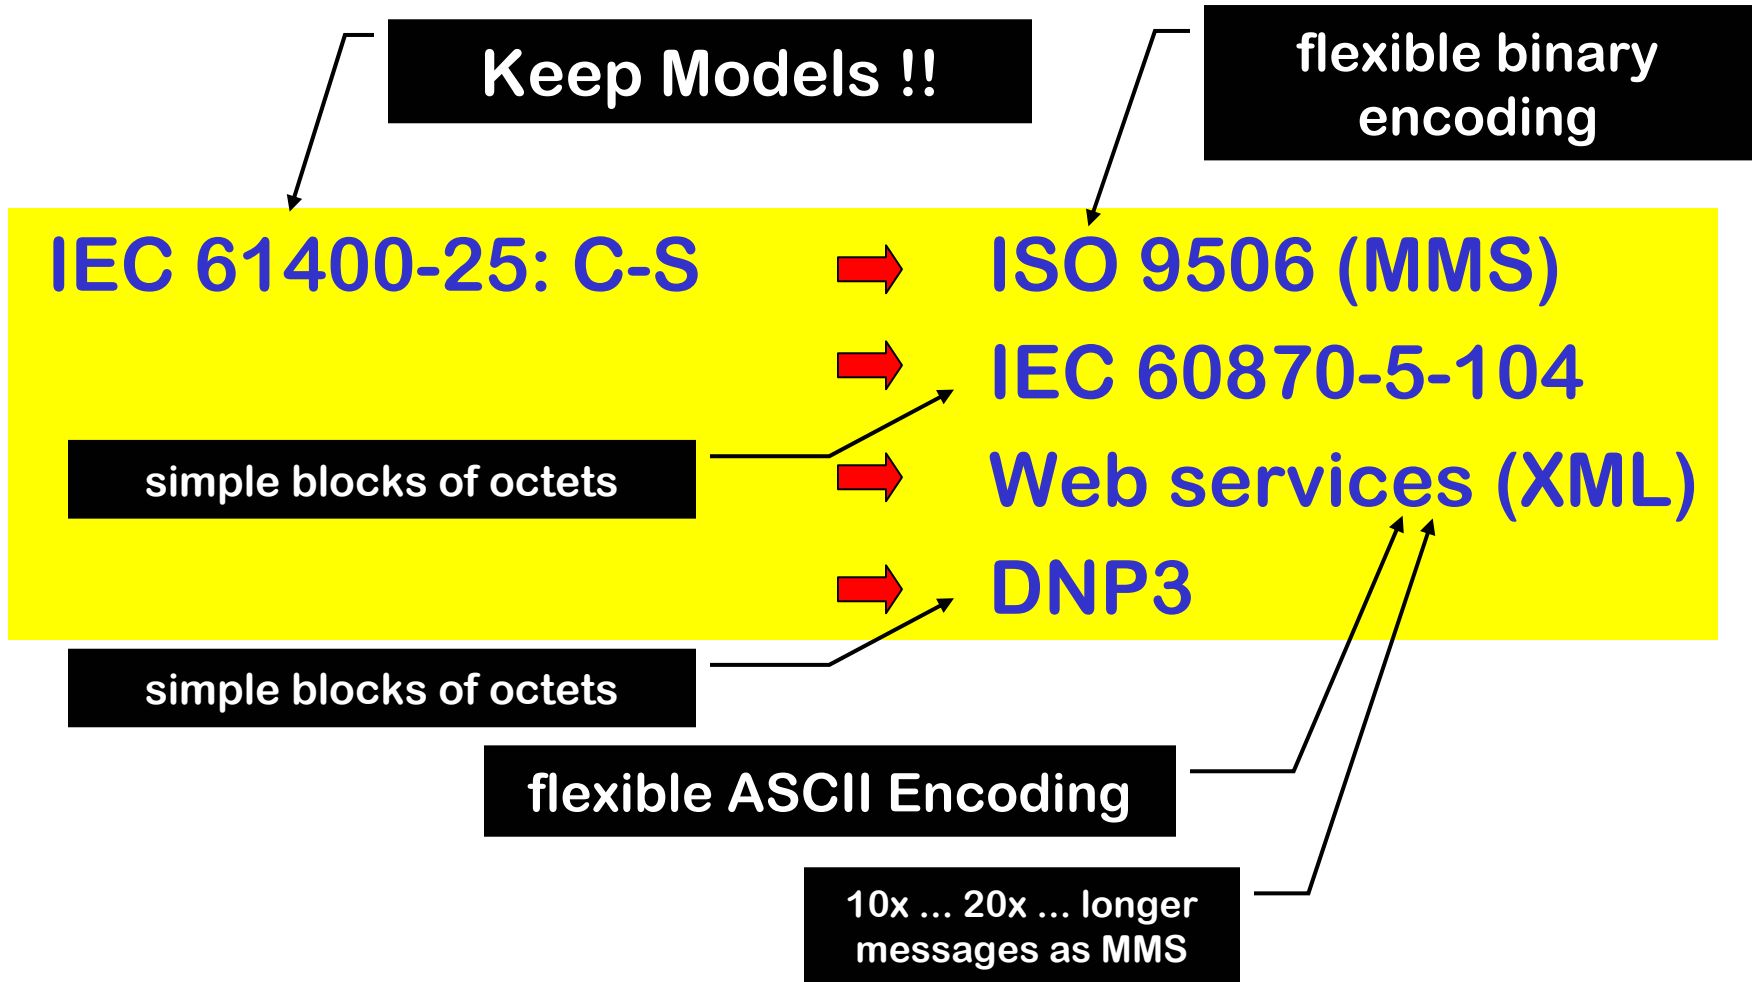 Keep Models !!
flexible binary
encoding
IEC 61400-25: C-S
ISO 9506 (MMS)
IEC 60870-5-104
simple blocks of octets
Web services (XML)
DNP3
simple blocks of octets
flexible ASCII Encoding
10x ... 20x ... longer
messages as MMS